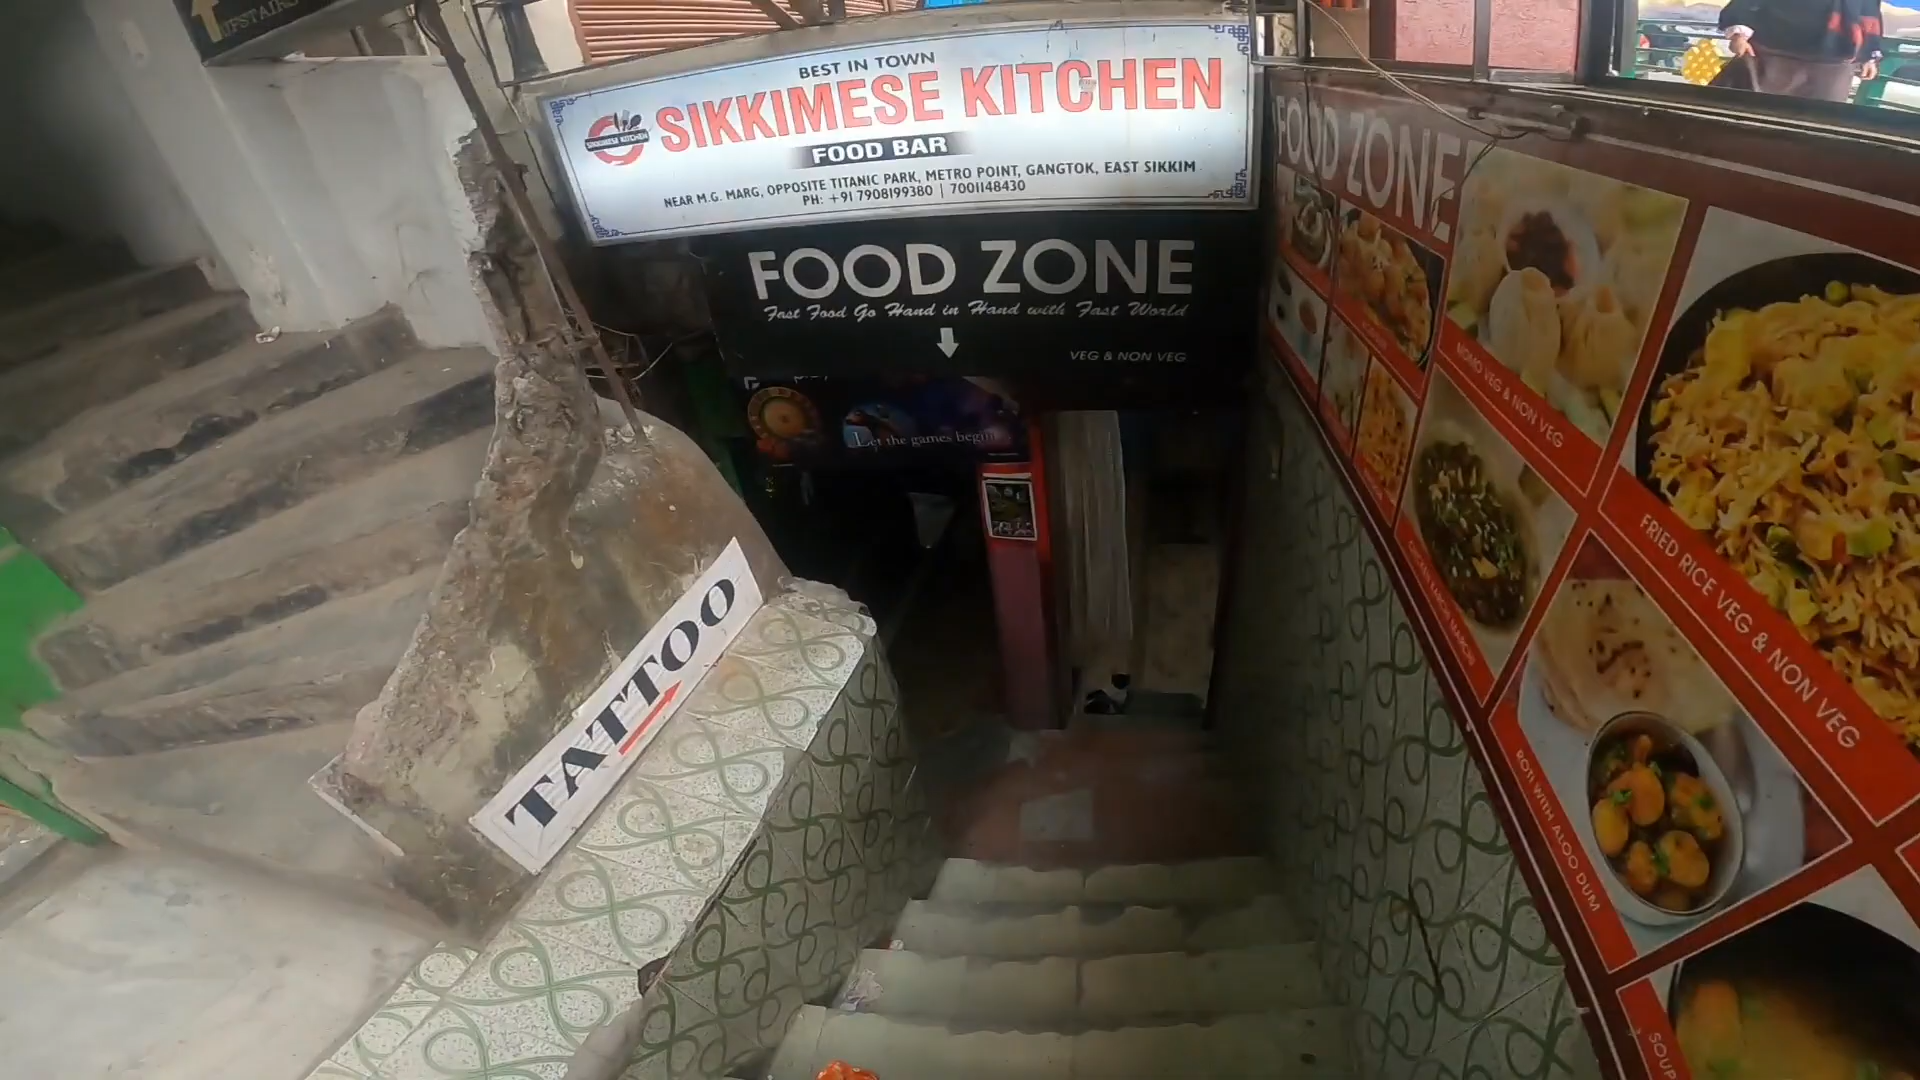 UPSTAIRS
BEST IN TOWN
SIKKIMESE KITCHEN
SIKKIMESE KITCHEN
FOOD BAR
NEAR M.G. MARG, OPPOSITE TITANIC PARK, METRO POINT, GANGTOK, EAST SIKKIM
PH: +91 7908199380 | 7001148430
FOOD ZONE
Fast Food Go Hand in Hand with Fast World
VEG & NON VEG
Let the games begin
TATTOO
FOOD ZONE
MOMO VEG & NON VEG
FRIED RICE VEG & NON VEG
ROTI WITH ALOO DUM
SOUP